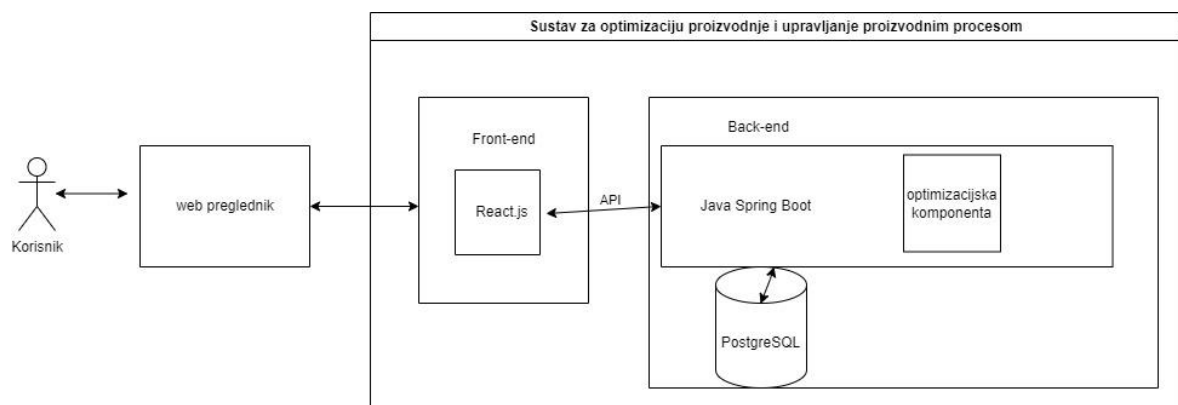 Sustav za optimizaciju proizvodnje i upravljanje proizvodnim procesom
Korisnik
web preglednik
Front-end
React.js
API
Back-end
Java Spring Boot
optimizacijska
komponenta
PostgreSQL